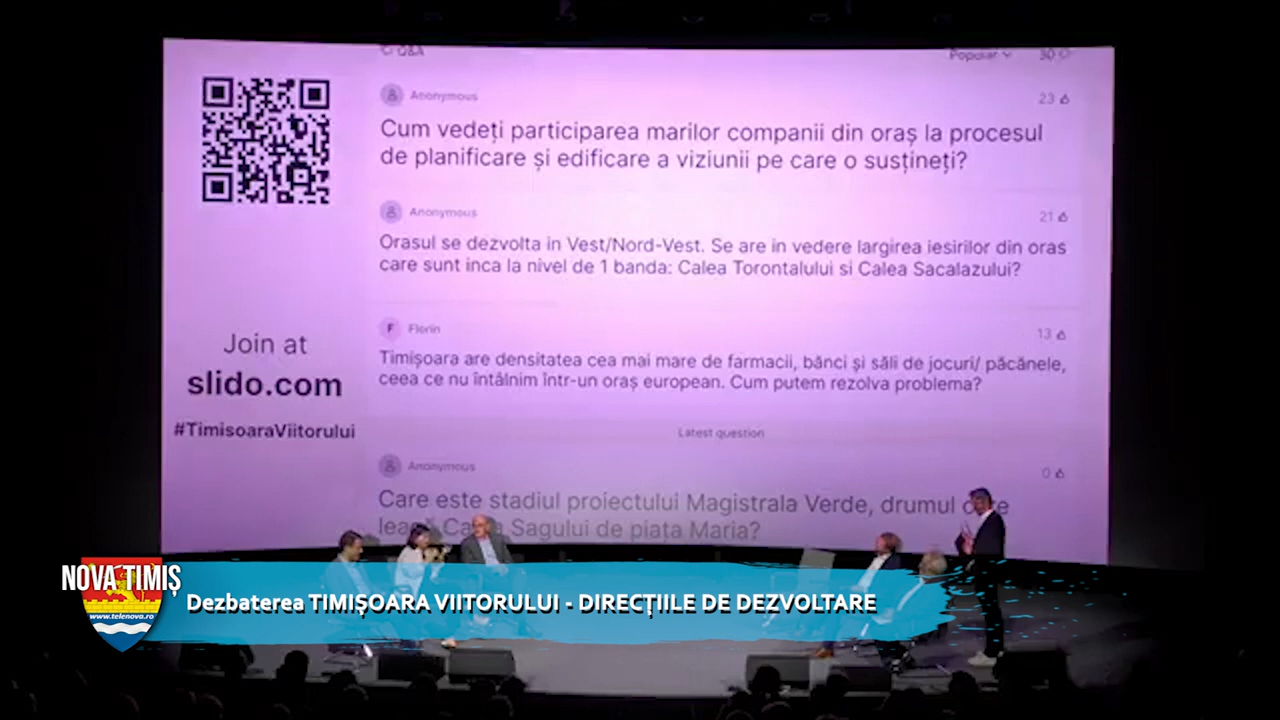 Q&A
Popular
30
Anonymous
23
Cum vedeți participarea marilor companii din oraș la procesul
de planificare și edificare a viziunii pe care o susțineți?
Anonymous
21
Orasul se dezvolta in Vest/Nord-Vest. Se are in vedere largirea iesirilor din oras
care sunt inca la nivel de 1 banda: Calea Torontalului si Calea Sacalazului?
F Florin
13
Timișoara are densitatea cea mai mare de farmacii, bănci și săli de jocuri/ păcănele,
ceea ce nu întâlnim într-un oraș european. Cum putem rezolva problema?
Latest question
Anonymous
0
Care este stadiul proiectului Magistrala Verde, drumul
Sagului de piața Maria?
Join at
slido.com
#TimisoaraViitorului
NOVA TIMIȘ
www.telenova.ro
Dezbaterea TIMIȘOARA VIITORULUI - DIRECȚIILE DE DEZVOLTARE